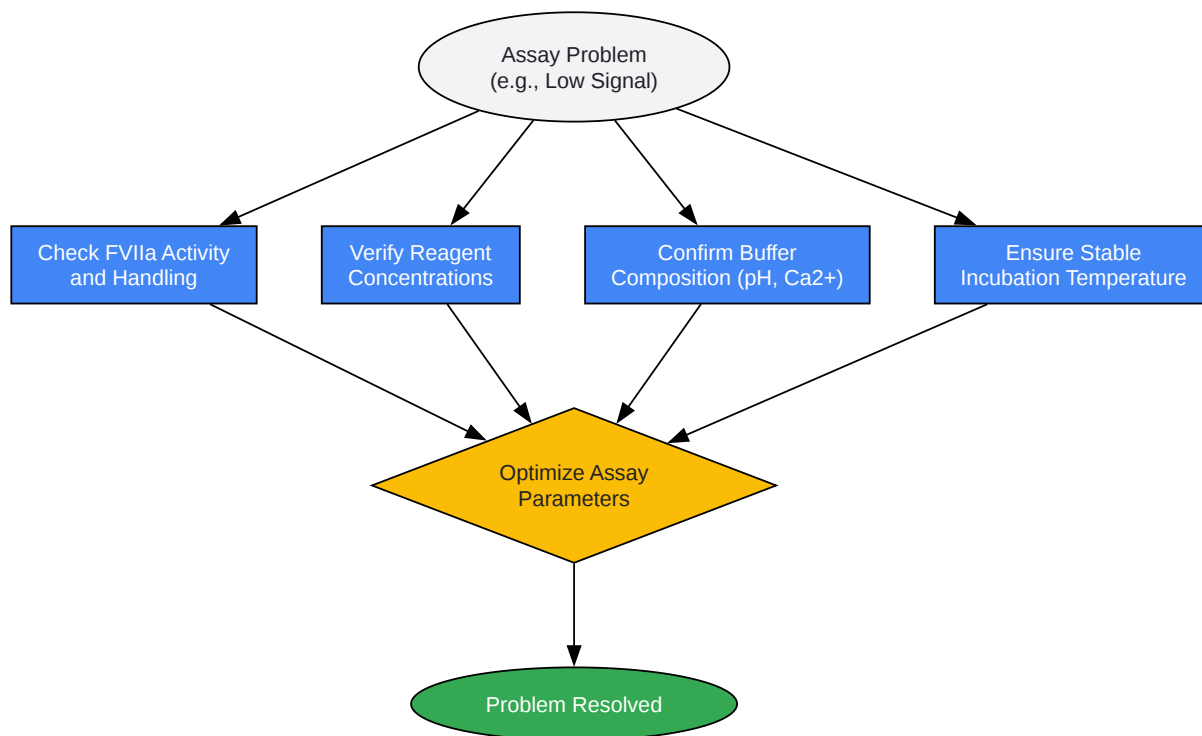 Assay Problem
(e.g., Low Signal)
Check FVIIa Activity
and Handling
Verify Reagent
Concentrations
Confirm Buffer
Composition (pH, Ca2+)
Ensure Stable
Incubation Temperature
Optimize Assay
Parameters
Problem Resolved